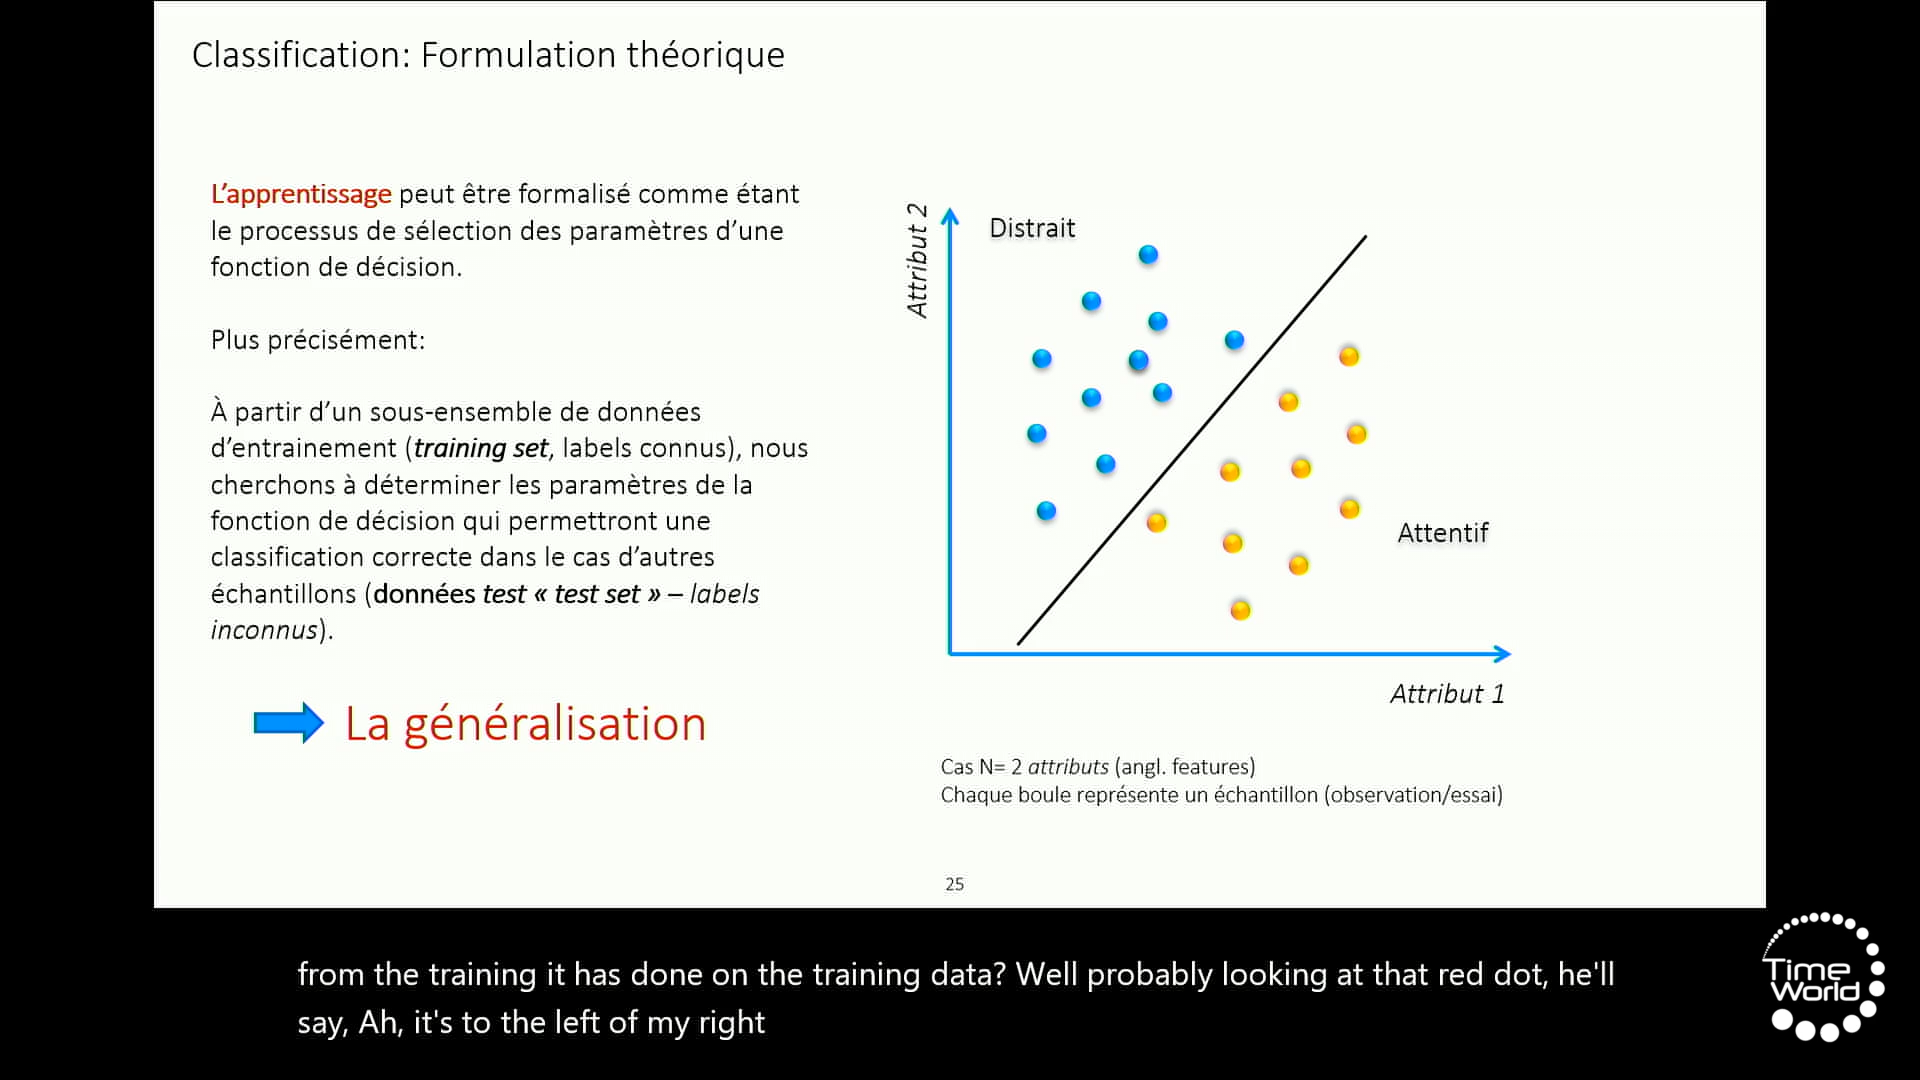 Classification: Formulation théorique
L'apprentissage peut être formalisé comme étant
le processus de sélection des paramètres d'une
fonction de décision.
Plus précisément:
À partir d'un sous-ensemble de données
d'entrainement (training set, labels connus), nous
cherchons à déterminer les paramètres de la
fonction de décision qui permettront une
classification correcte dans le cas d'autres
échantillons (données test « test set » – labels
inconnus).
La généralisation
Attribut 2
Distrait
Attentif
Attribut 1
Cas N= 2 attributs (angl. features)
Chaque boule représente un échantillon (observation/essai)
25
from the training it has done on the training data? Well probably looking at that red dot, he'll
say, Ah, it's to the left of my right
Time
World